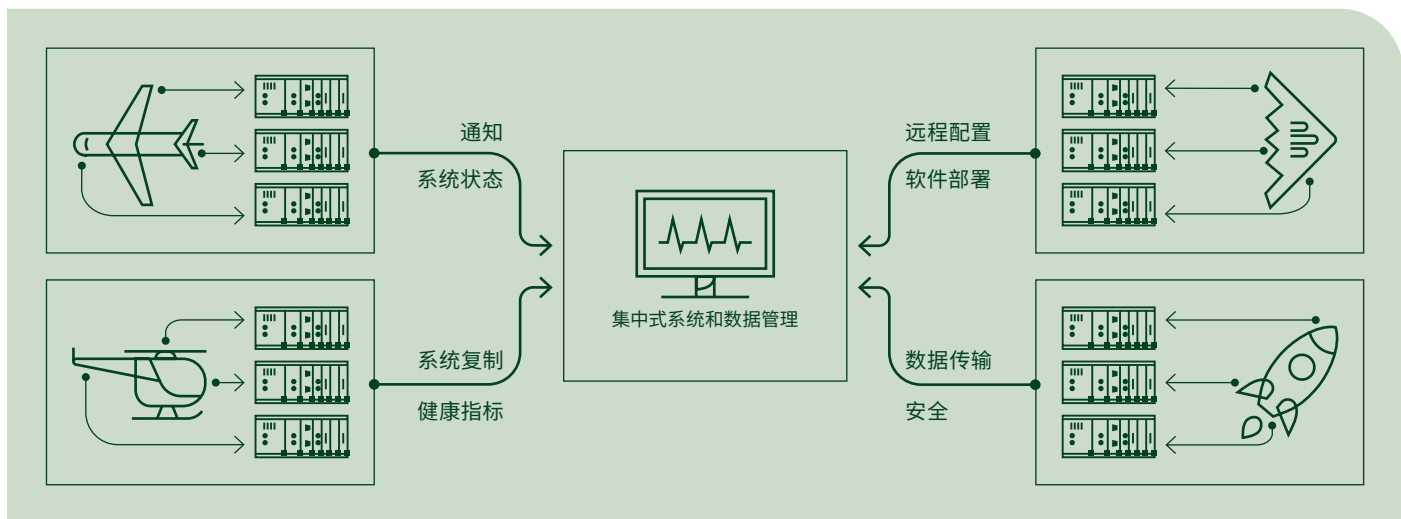 通知
系统状态
远程配置
软件部署
集中式系统和数据管理
系统复制
健康指标
数据传输
安全